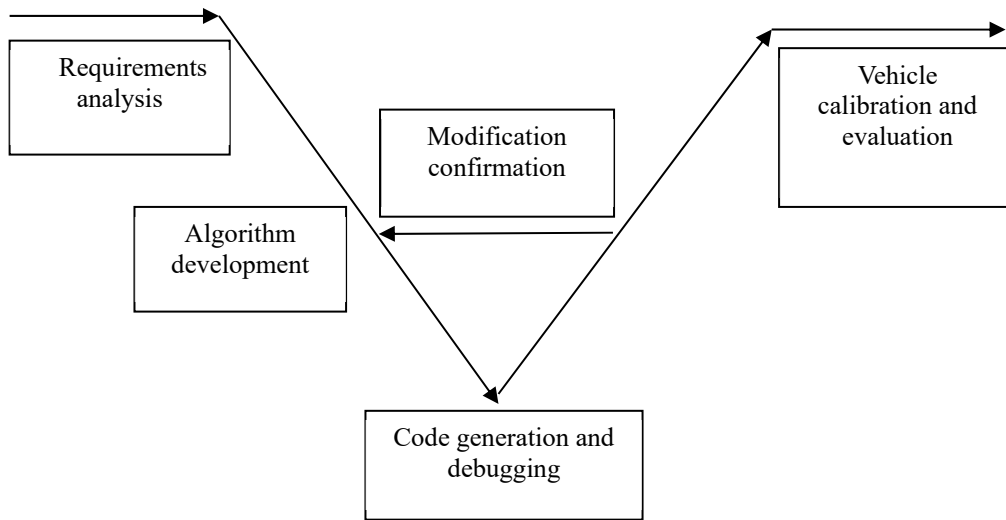 Requirements
analysis
Vehicle
calibration and
evaluation
Modification
confirmation
Algorithm
development
Code generation and
debugging